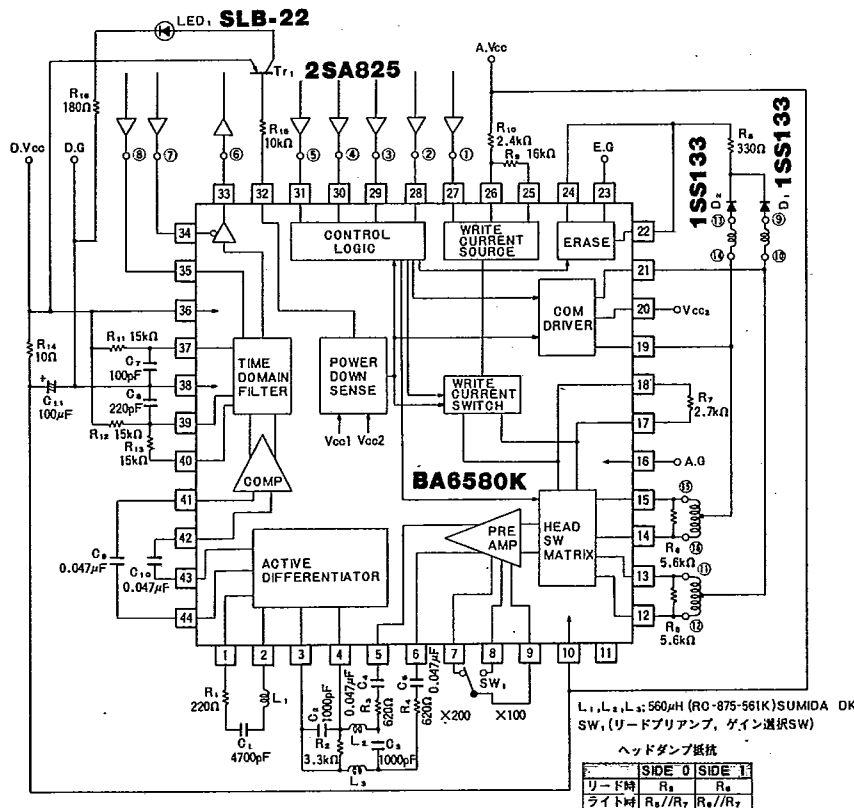 LED₁ SLB-22
A.Vcc
Tr₁ 2SA825
R₁₆
180Ω
R₁₀
2.4kΩ
R₉ 16kΩ
R₈
330Ω
1SS133
1SS133
D.Vcc
D.G
10kΩ
E.G
⑧ ⑦ ⑥ ⑤ ④ ③ ② ①
D₁
⑨
⑩
33 32 31 30 29 28 27 26 25 24 23
34
35
36
37
38
39
40
41
42
43
44
CONTROL
LOGIC
WRITE
CURRENT
SOURCE
ERASE
22
21
20
19
18
17
16
15
14
13
12
COM
DRIVER
Vcc₂
R₁₄
10Ω
R₁₁ 15kΩ
C₇
100pF
C₈
220pF
C₁₁
100μF
R₁₂ 15kΩ
R₁₃
15kΩ
TIME
DOMAIN
FILTER
POWER
DOWN
SENSE
Vcc1 Vcc2
WRITE
CURRENT
SWITCH
R₇
2.7kΩ
A.G
COMP
BA6580K
C₉
0.047μF
C₁₀
0.047μF
ACTIVE
DIFFERENTIATOR
PRE
AMP
HEAD
SW
MATRIX
R₆
5.6kΩ
⑪
⑫
R₅
5.6kΩ
1 2 3 4 5 6 7 8 9 10 11
R₁
220Ω
L₁
C₁
4700pF
C₂
1000pF
R₂
3.3kΩ
L₂
L₃
0.047μF
C₄
R₃
620Ω
C₃
1000pF
C₅
0.047μF
R₄
620Ω
SW₁
×200
×100
L₁,L₂,L₃; 560μH (RC-875-561K) SUMIDA DK
SW₁ (リードプリアンプ, ゲイン選択SW)
ヘッドダンプ抵抗
SIDE 0 SIDE 1
リード時 R₅ R₆
ライト時 R₅//R₇ R₆//R₇